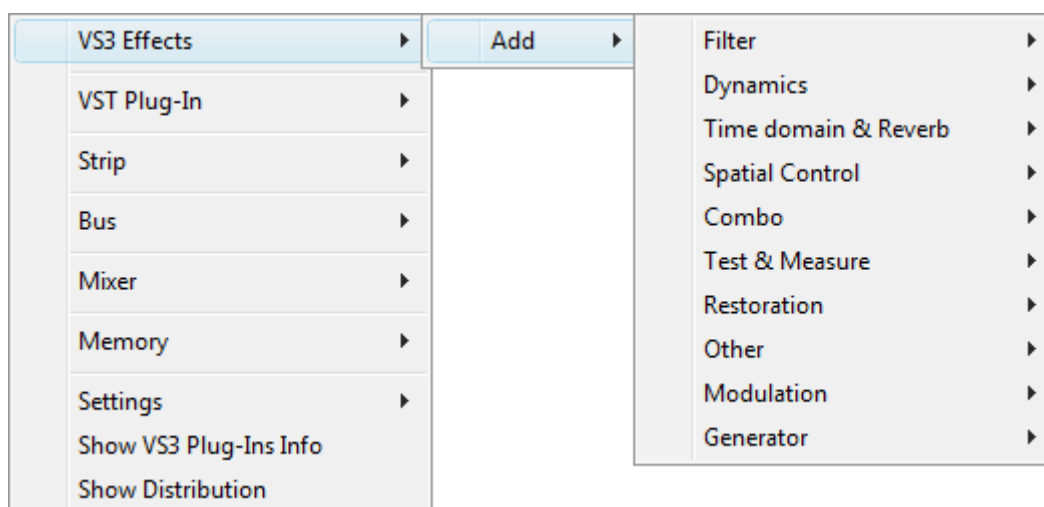 VS3 Effects
VST Plug-In
Strip
Bus
Mixer
Memory
Settings
Show VS3 Plug-Ins Info
Show Distribution
Add
Filter
Dynamics
Time domain & Reverb
Spatial Control
Combo
Test & Measure
Restoration
Other
Modulation
Generator